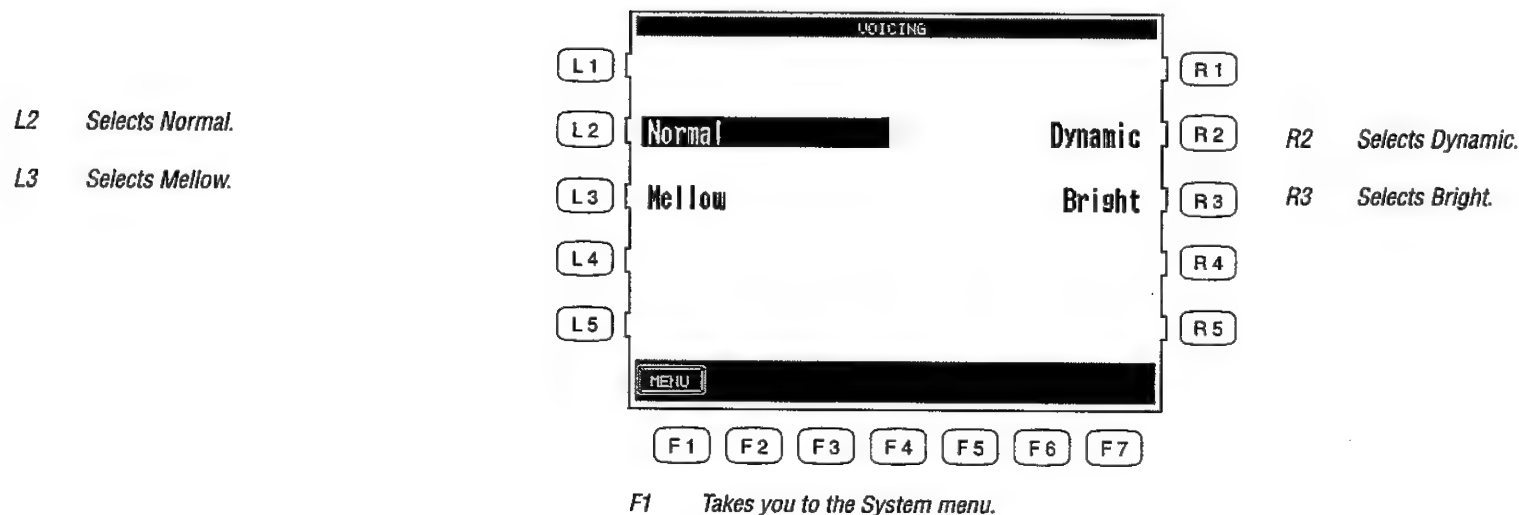 VOICING
L1
R1
L2 Selects Normal.
L2
Normal
Dynamic
R2
R2 Selects Dynamic.
L3 Selects Mellow.
L3
Mellow
Bright
R3
R3 Selects Bright.
L4
R4
L5
R5
MENU
F1 F2 F3 F4 F5 F6 F7
F1 Takes you to the System menu.